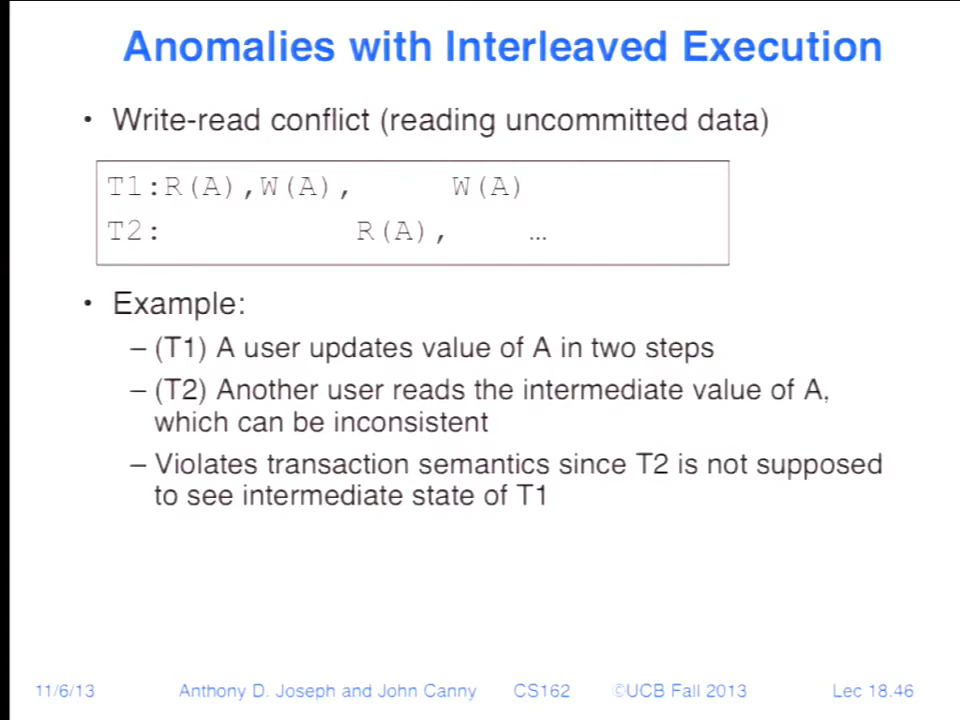 Anomalies with Interleaved Execution
• Write-read conflict (reading uncommitted data)
T1:R(A),W(A),     W(A)
T2:          R(A),     …
• Example:
– (T1) A user updates value of A in two steps
– (T2) Another user reads the intermediate value of A,
which can be inconsistent
– Violates transaction semantics since T2 is not supposed
to see intermediate state of T1
11/6/13 Anthony D. Joseph and John Canny CS162 ©UCB Fall 2013 Lec 18.46